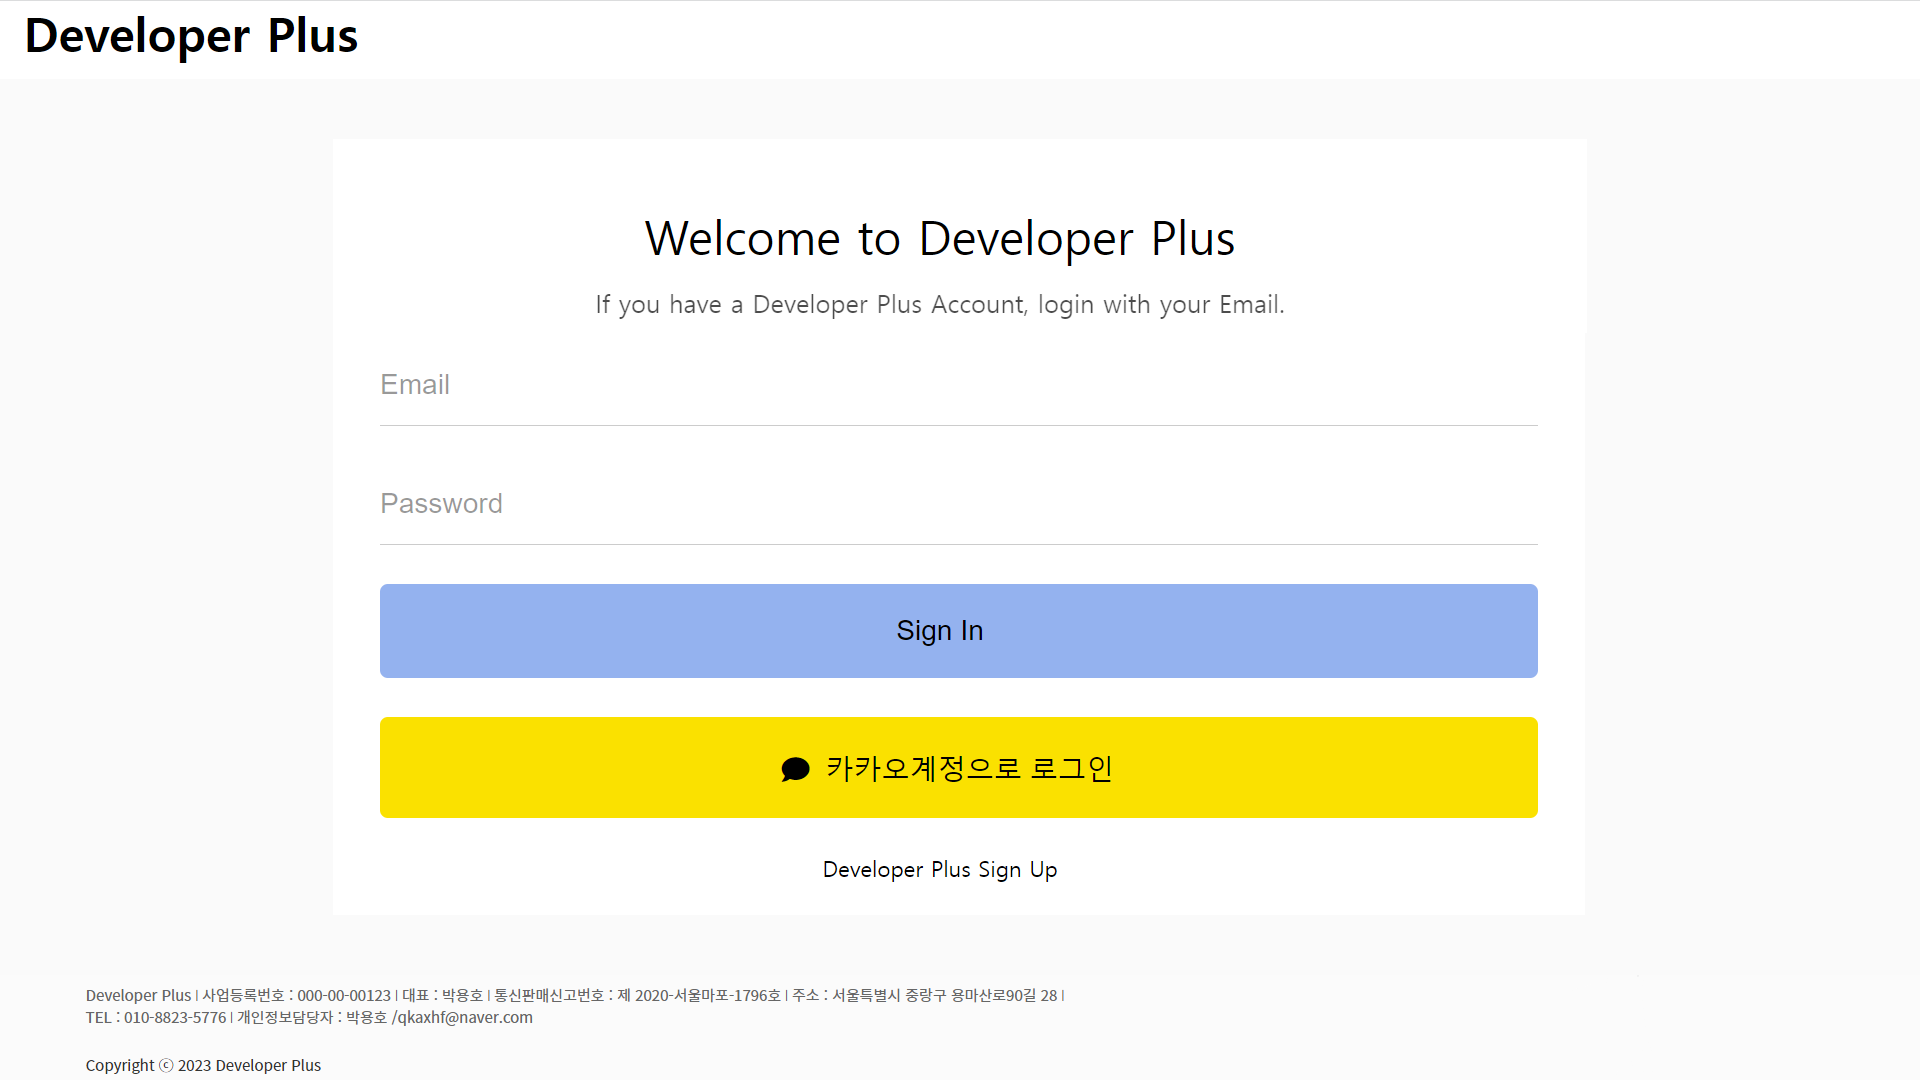 Developer Plus
Welcome to Developer Plus
If you have a Developer Plus Account, login with your Email.
Email
Password
Sign In
카카오계정으로 로그인
Developer Plus Sign Up
Developer Plus | 사업등록번호 : 000-00-00123 | 대표 : 박용호 | 통신판매신고번호 : 제 2020-서울마포-1796호 | 주소 : 서울특별시 중랑구 용마산로90길 28 |
TEL : 010-8823-5776 | 개인정보담당자 : 박용호 /qkaxhf@naver.com
Copyright ⓒ 2023 Developer Plus